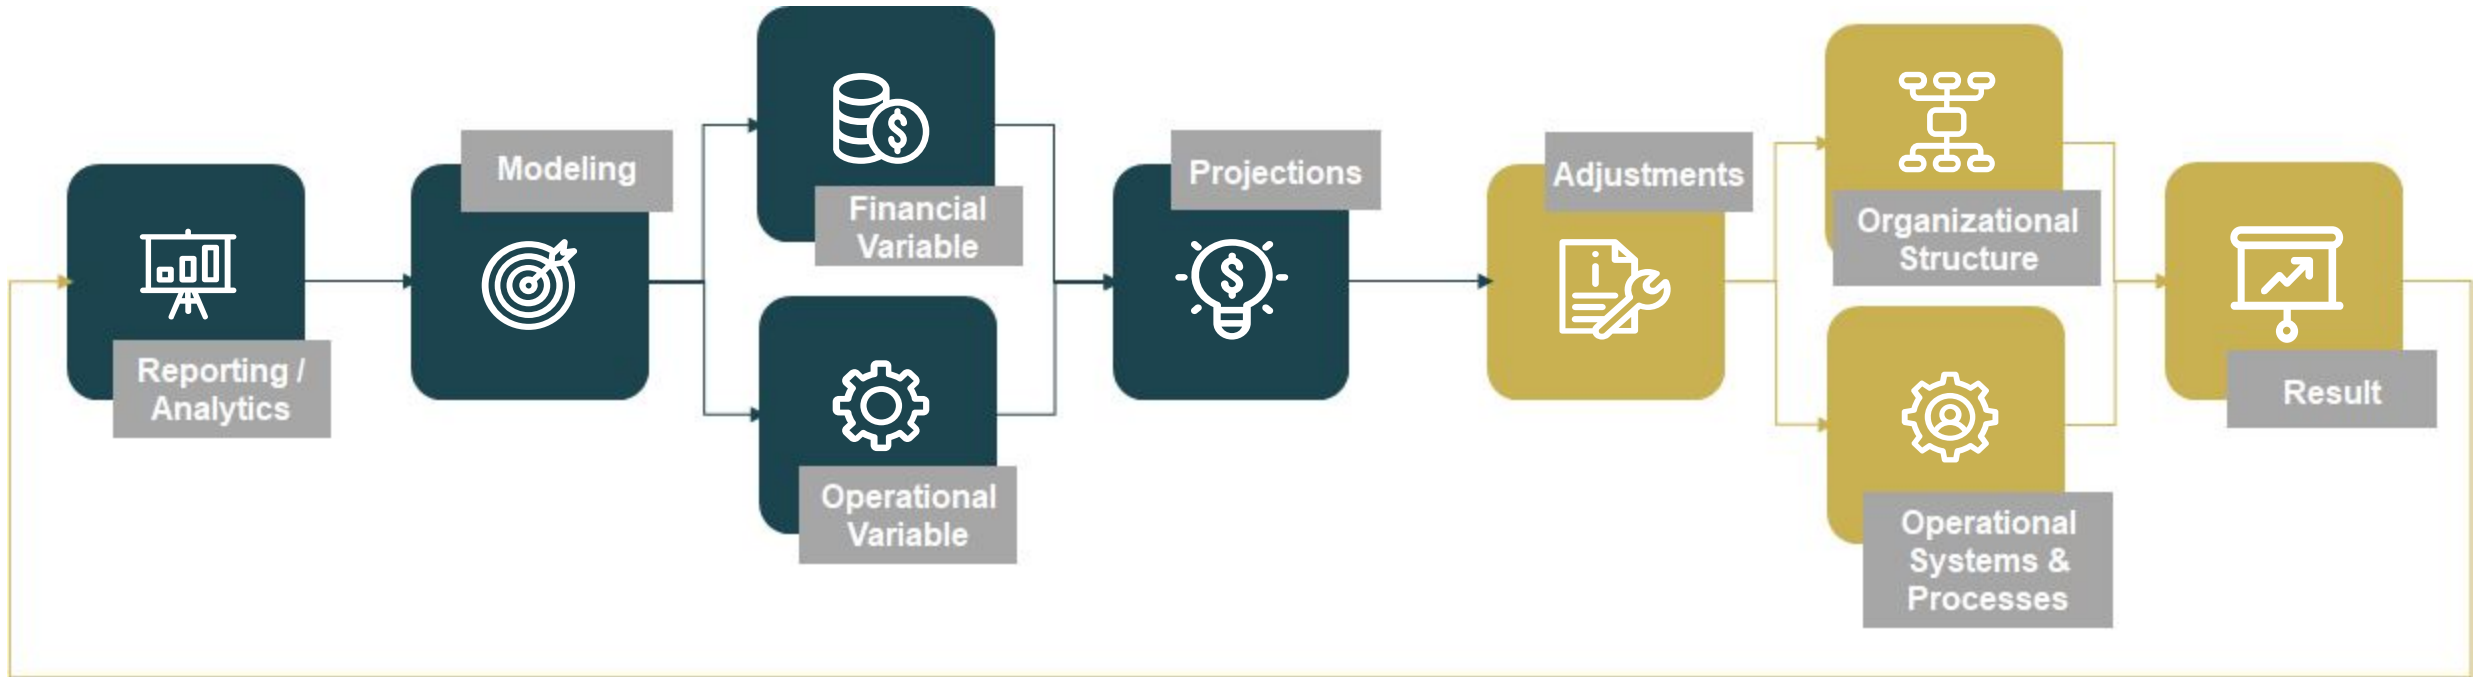 Reporting /
Analytics
Modeling
Financial
Variable
Operational
Variable
Projections
Adjustments
Organizational
Structure
Operational
Systems &
Processes
Result